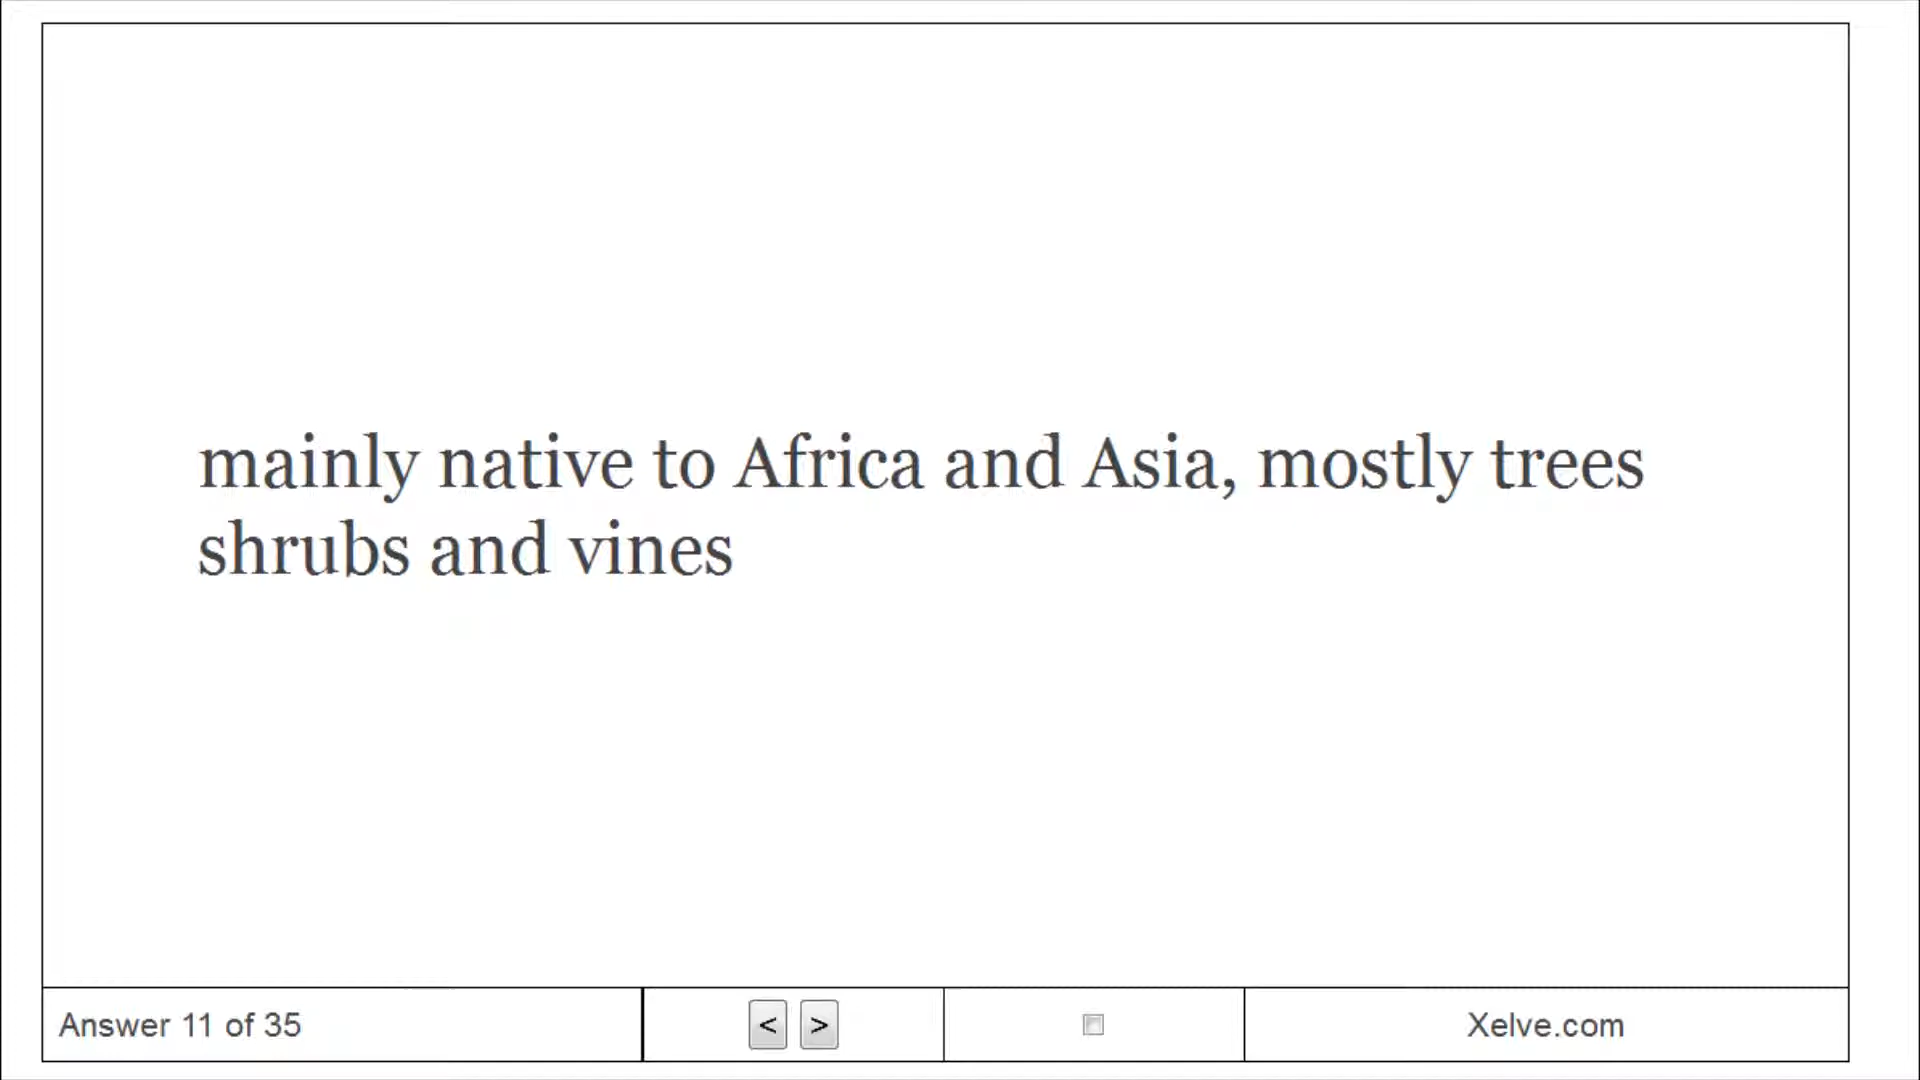 mainly native to Africa and Asia, mostly trees
shrubs and vines
Answer 11 of 35
<
>
Xelve.com